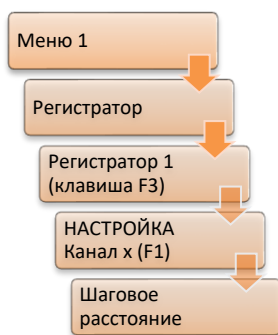 Меню 1
Регистратор
Регистратор 1
(клавиша F3)
НАСТРОЙКА
Канал x (F1)
Шаговое
расстояние